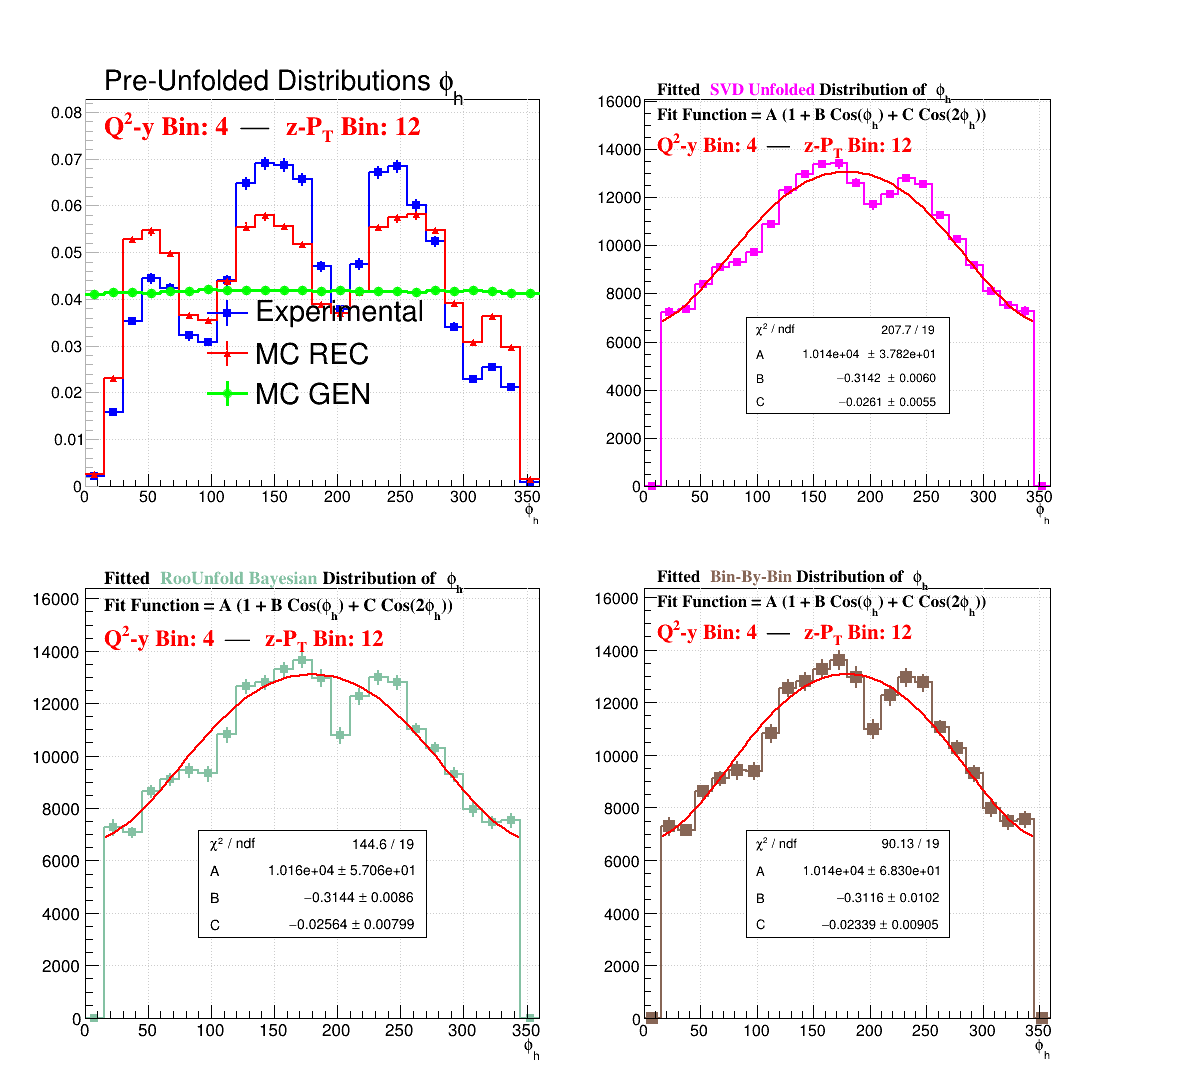 Pre-Unfolded Distributions ϕh
Q2-y Bin: 4 — z-PT Bin: 12
0.08
0.07
0.06
0.05
0.04
0.03
0.02
0.01
0
Experimental
MC REC
MC GEN
0 50 100 150 200 250 300 350
ϕh
Fitted SVD Unfolded Distribution of ϕh
Fit Function = A (1 + B Cos(ϕh) + C Cos(2ϕh))
Q2-y Bin: 4 — z-PT Bin: 12
16000
14000
12000
10000
8000
6000
4000
2000
0
χ2 / ndf 207.7 / 19
A 1.014e+04 ± 3.782e+01
B −0.3142 ± 0.0060
C −0.0261 ± 0.0055
0 50 100 150 200 250 300 350
ϕh
Fitted RooUnfold Bayesian Distribution of ϕh
Fit Function = A (1 + B Cos(ϕh) + C Cos(2ϕh))
Q2-y Bin: 4 — z-PT Bin: 12
16000
14000
12000
10000
8000
6000
4000
2000
0
χ2 / ndf 144.6 / 19
A 1.016e+04 ± 5.706e+01
B −0.3144 ± 0.0086
C −0.02564 ± 0.00799
0 50 100 150 200 250 300 350
ϕh
Fitted Bin-By-Bin Distribution of ϕh
Fit Function = A (1 + B Cos(ϕh) + C Cos(2ϕh))
Q2-y Bin: 4 — z-PT Bin: 12
16000
14000
12000
10000
8000
6000
4000
2000
0
χ2 / ndf 90.13 / 19
A 1.014e+04 ± 6.830e+01
B −0.3116 ± 0.0102
C −0.02339 ± 0.00905
0 50 100 150 200 250 300 350
ϕh